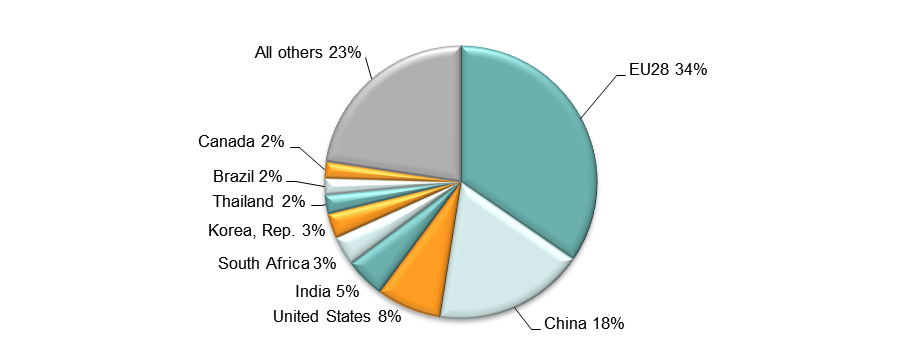 All others 23%
EU28 34%
Canada 2%
Brazil 2%
Thailand 2%
Korea, Rep. 3%
South Africa 3%
India 5%
United States 8%
China 18%